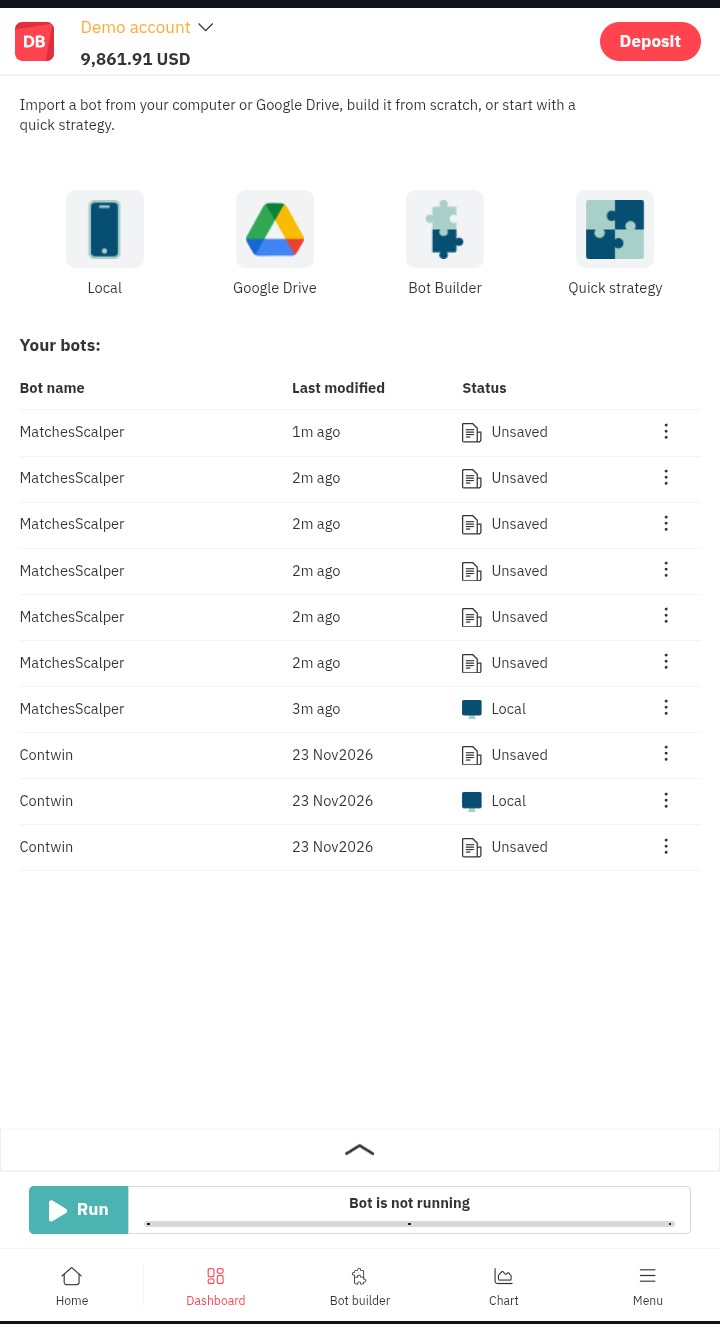 DB
Demo account
9,861.91 USD
Deposit
Import a bot from your computer or Google Drive, build it from scratch, or start with a
quick strategy.
Local
Google Drive
Bot Builder
Quick strategy
Your bots:
Bot name Last modified Status
MatchesScalper 1m ago Unsaved
MatchesScalper 2m ago Unsaved
MatchesScalper 2m ago Unsaved
MatchesScalper 2m ago Unsaved
MatchesScalper 2m ago Unsaved
MatchesScalper 2m ago Unsaved
MatchesScalper 3m ago Local
Contwin 23 Nov2026 Unsaved
Contwin 23 Nov2026 Local
Contwin 23 Nov2026 Unsaved
Run
Bot is not running
Home
Dashboard
Bot builder
Chart
Menu